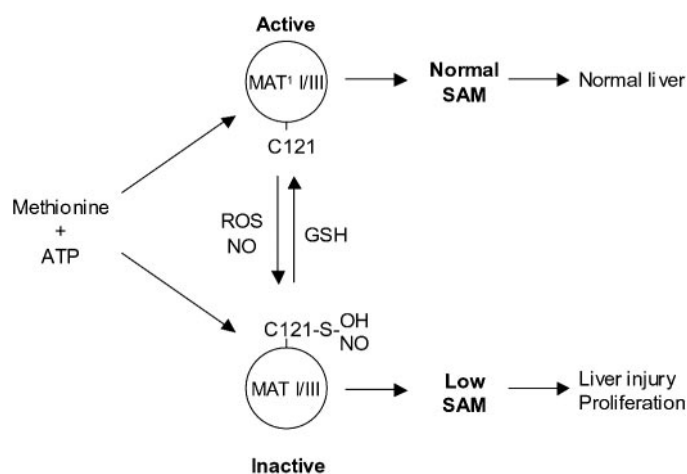 Active
MAT¹ I/III
Normal
SAM
Normal liver
C121
Methionine
+
ATP
ROS
NO
GSH
C121-S-OH
NO
MAT I/III
Low
SAM
Liver injury
Proliferation
Inactive